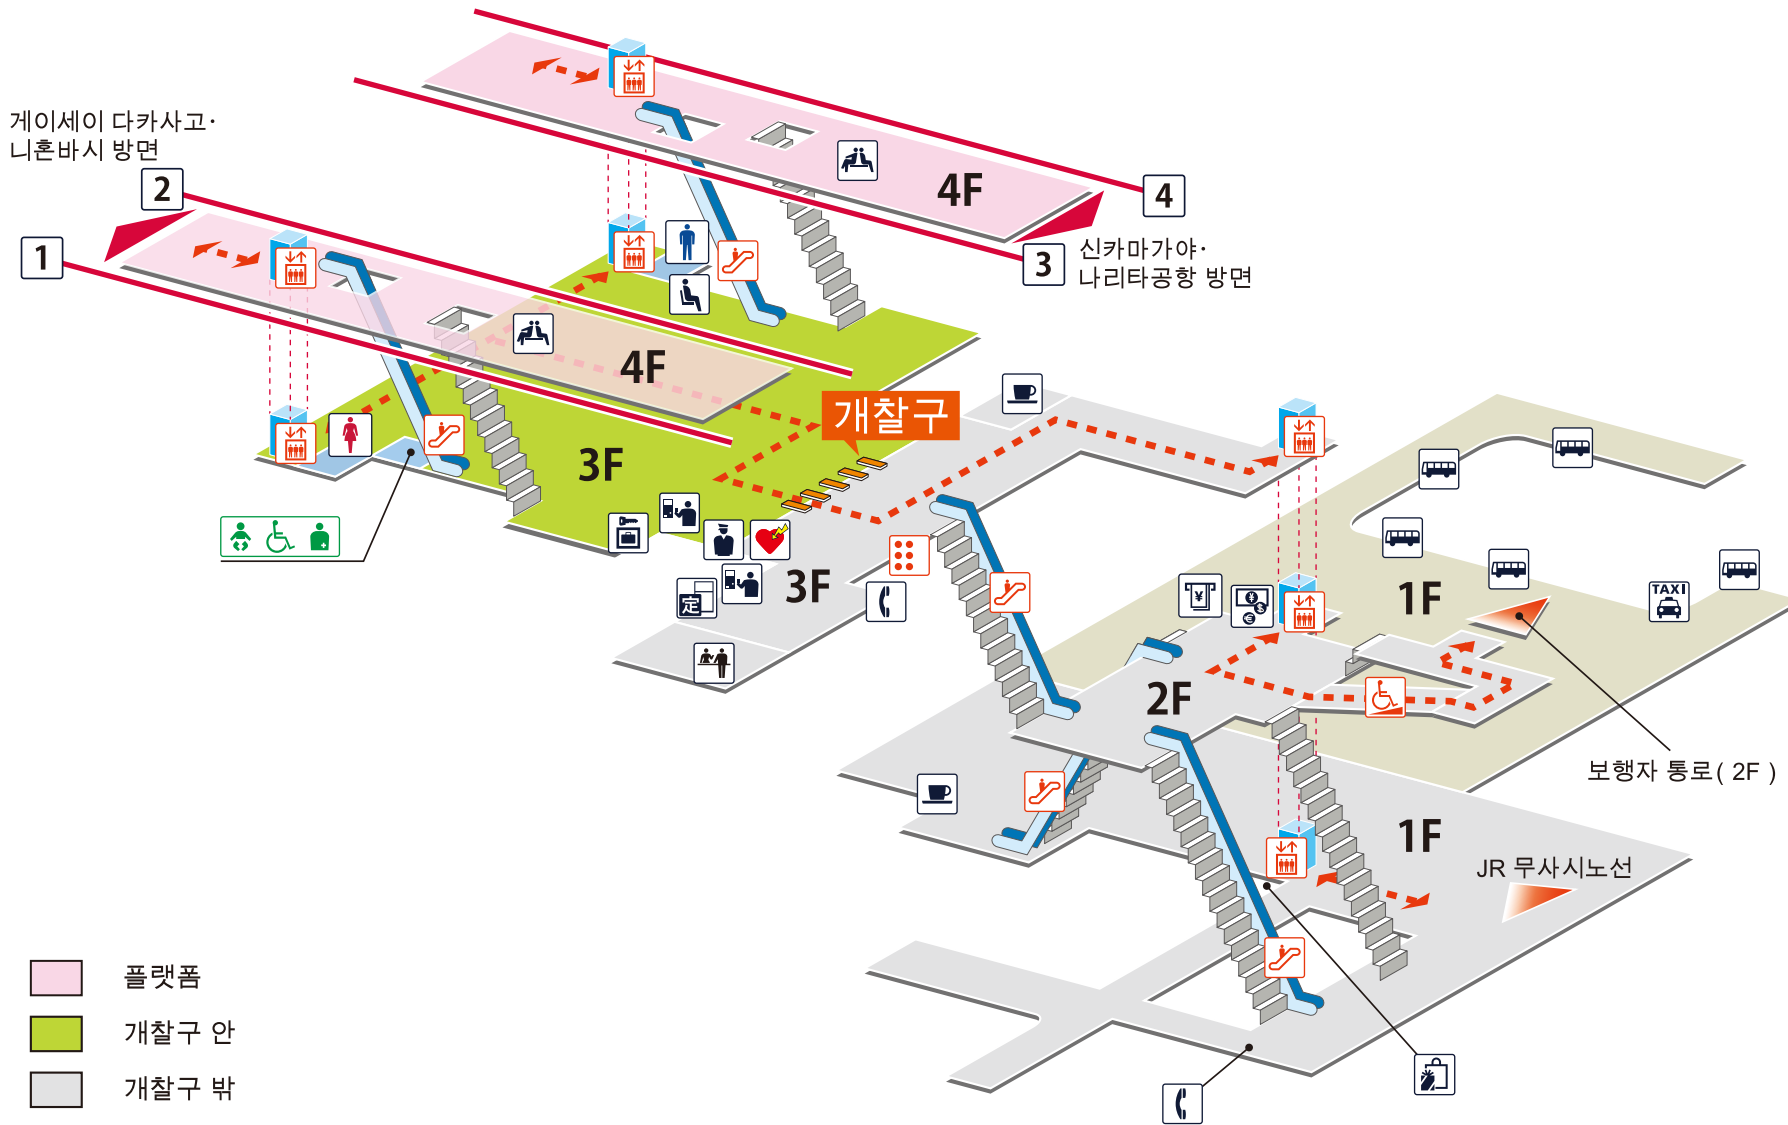 게이세이 다카사고·
니혼바시 방면
2
1
4F
4
3
신카마가야·
나리타공항 방면
4F
개찰구
3F
3F
定
¥
¥
$
€
1F
TAXI
2F
보행자 통로( 2F )
1F
JR 무사시노선
플랫폼
개찰구 안
개찰구 밖